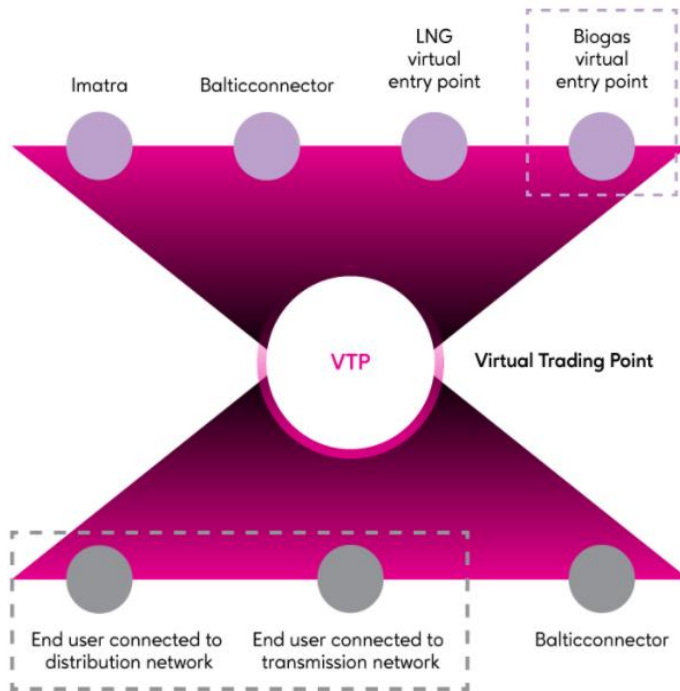 Imatra
Balticconnector
LNG
virtual
entry point
Biogas
virtual
entry point
VTP
Virtual Trading Point
End user connected to
distribution network
End user connected to
transmission network
Balticconnector